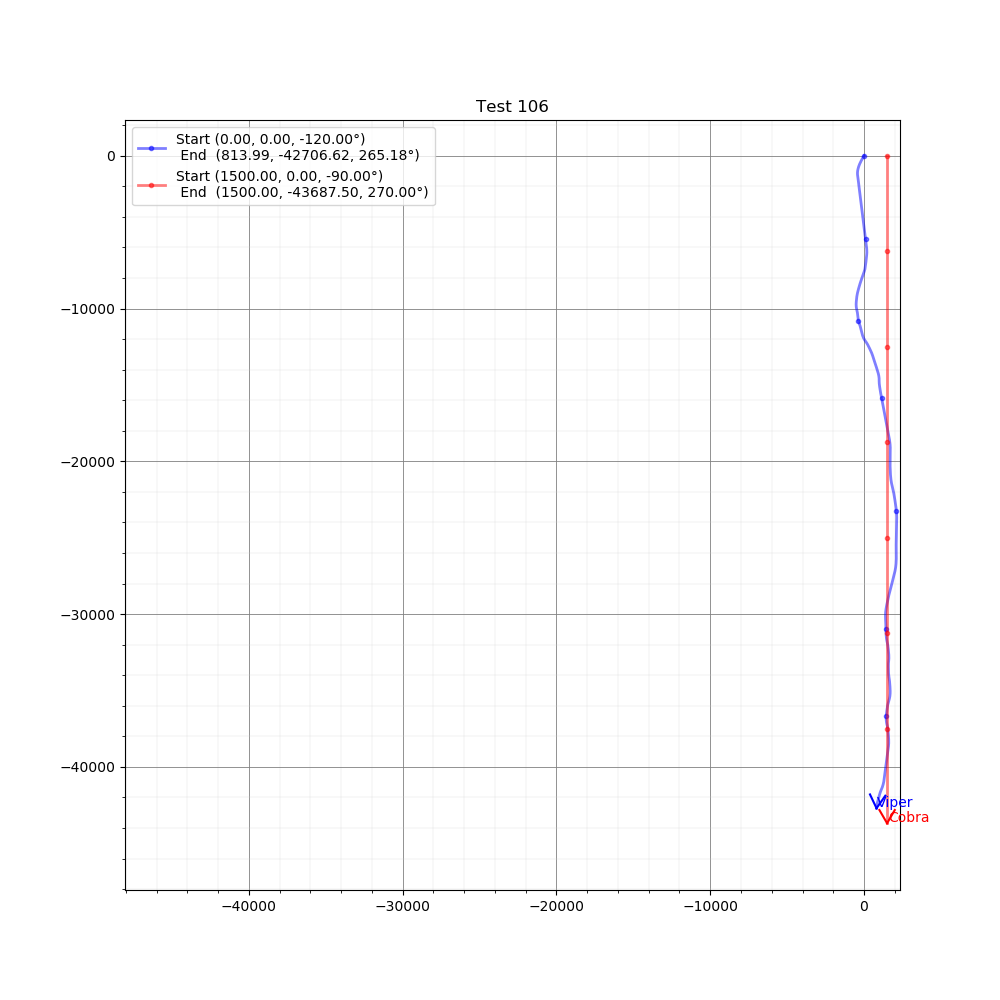 Test 106
Start (0.00, 0.00, -120.00°)
End (813.99, -42706.62, 265.18°)
Start (1500.00, 0.00, -90.00°)
End (1500.00, -43687.50, 270.00°)
0
−10000
−20000
−30000
−40000
Viper
Cobra
−40000
−30000
−20000
−10000
0